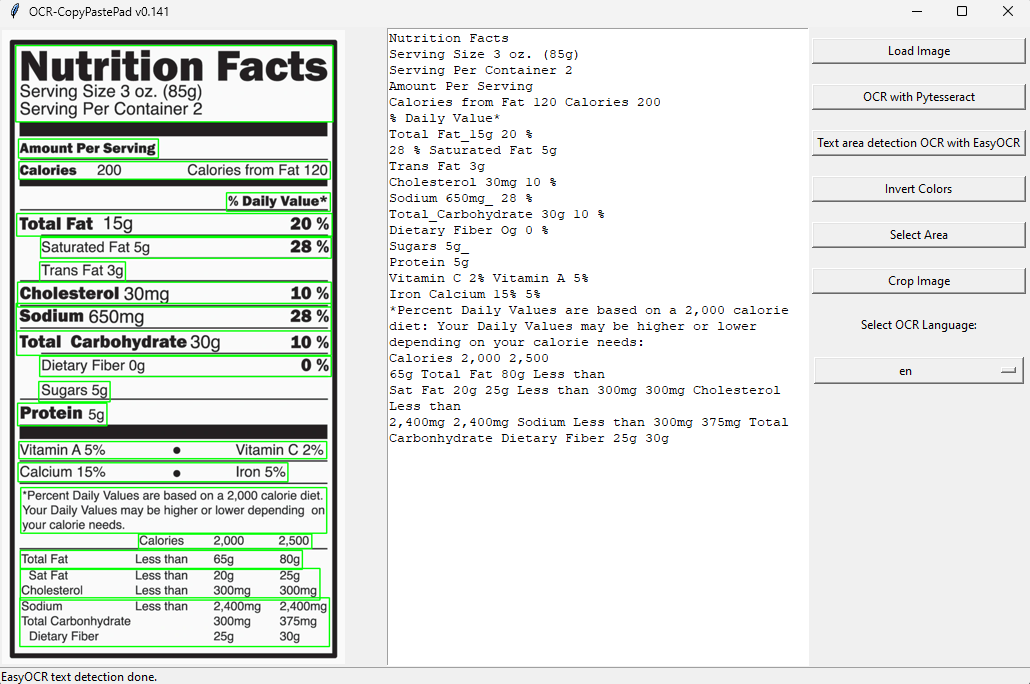 OCR-CopyPastePad v0.141
Nutrition Facts
Serving Size 3 oz. (85g)
Serving Per Container 2
Amount Per Serving
Calories 200 Calories from Fat 120
% Daily Value*
Total Fat 15g 20 %
Saturated Fat 5g 28 %
Trans Fat 3g
Cholesterol 30mg 10 %
Sodium 650mg 28 %
Total Carbohydrate 30g 10 %
Dietary Fiber 0g 0 %
Sugars 5g
Protein 5g
Vitamin A 5% • Vitamin C 2%
Calcium 15% • Iron 5%
*Percent Daily Values are based on a 2,000 calorie diet.
Your Daily Values may be higher or lower depending on
your calorie needs.
Calories 2,000 2,500
Total Fat Less than 65g 80g
Sat Fat Less than 20g 25g
Cholesterol Less than 300mg 300mg
Sodium Less than 2,400mg 2,400mg
Total Carbonhydrate 300mg 375mg
Dietary Fiber 25g 30g
Nutrition Facts
Serving Size 3 oz. (85g)
Serving Per Container 2
Amount Per Serving
Calories from Fat 120 Calories 200
% Daily Value*
Total Fat_15g 20 %
28 % Saturated Fat 5g
Trans Fat 3g
Cholesterol 30mg 10 %
Sodium 650mg_ 28 %
Total_Carbohydrate 30g 10 %
Dietary Fiber Og 0 %
Sugars 5g_
Protein 5g
Vitamin C 2% Vitamin A 5%
Iron Calcium 15% 5%
*Percent Daily Values are based on a 2,000 calorie
diet: Your Daily Values may be higher or lower
depending on your calorie needs:
Calories 2,000 2,500
65g Total Fat 80g Less than
Sat Fat 20g 25g Less than 300mg 300mg Cholesterol
Less than
2,400mg 2,400mg Sodium Less than 300mg 375mg Total
Carbonhydrate Dietary Fiber 25g 30g
Load Image
OCR with Pytesseract
Text area detection OCR with EasyOCR
Invert Colors
Select Area
Crop Image
Select OCR Language:
en
EasyOCR text detection done.